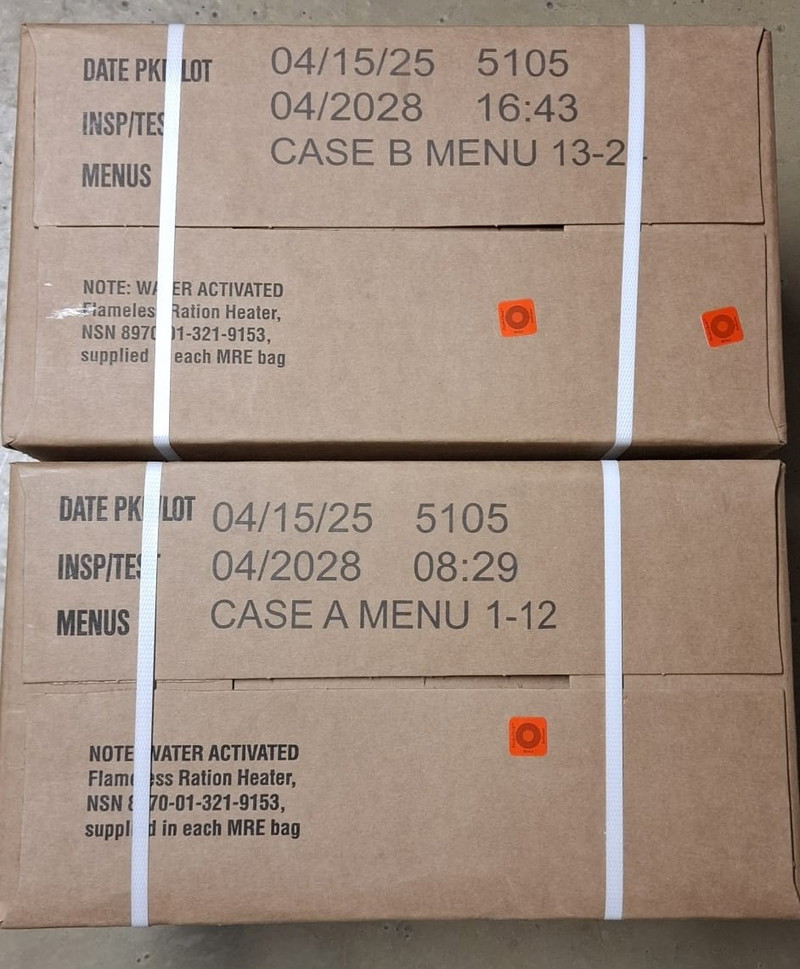 DATE PK LOT 04/15/25 5105
INSP/TES 04/2028 16:43
MENUS CASE B MENU 13-2
NOTE: WA ER ACTIVATED
Flameless Ration Heater,
NSN 8970 01-321-9153,
supplied each MRE bag
DATE PK LOT 04/15/25 5105
INSP/TES 04/2028 08:29
MENUS CASE A MENU 1-12
NOTE WATER ACTIVATED
Flame ess Ration Heater,
NSN 8 70-01-321-9153,
suppli d in each MRE bag